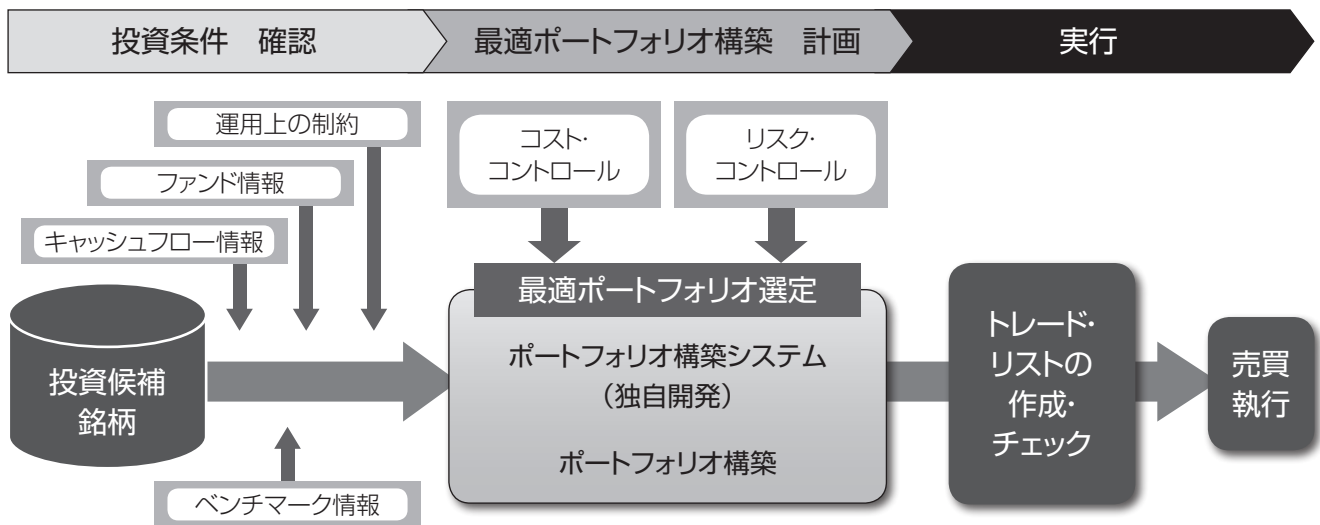 投資条件　確認
最適ポートフォリオ構築　計画
実行
運用上の制約
ファンド情報
キャッシュフロー情報
投資候補
銘柄
ベンチマーク情報
コスト・
コントロール
リスク・
コントロール
最適ポートフォリオ選定
ポートフォリオ構築システム
（独自開発）
ポートフォリオ構築
トレード・
リストの
作成・
チェック
売買
執行